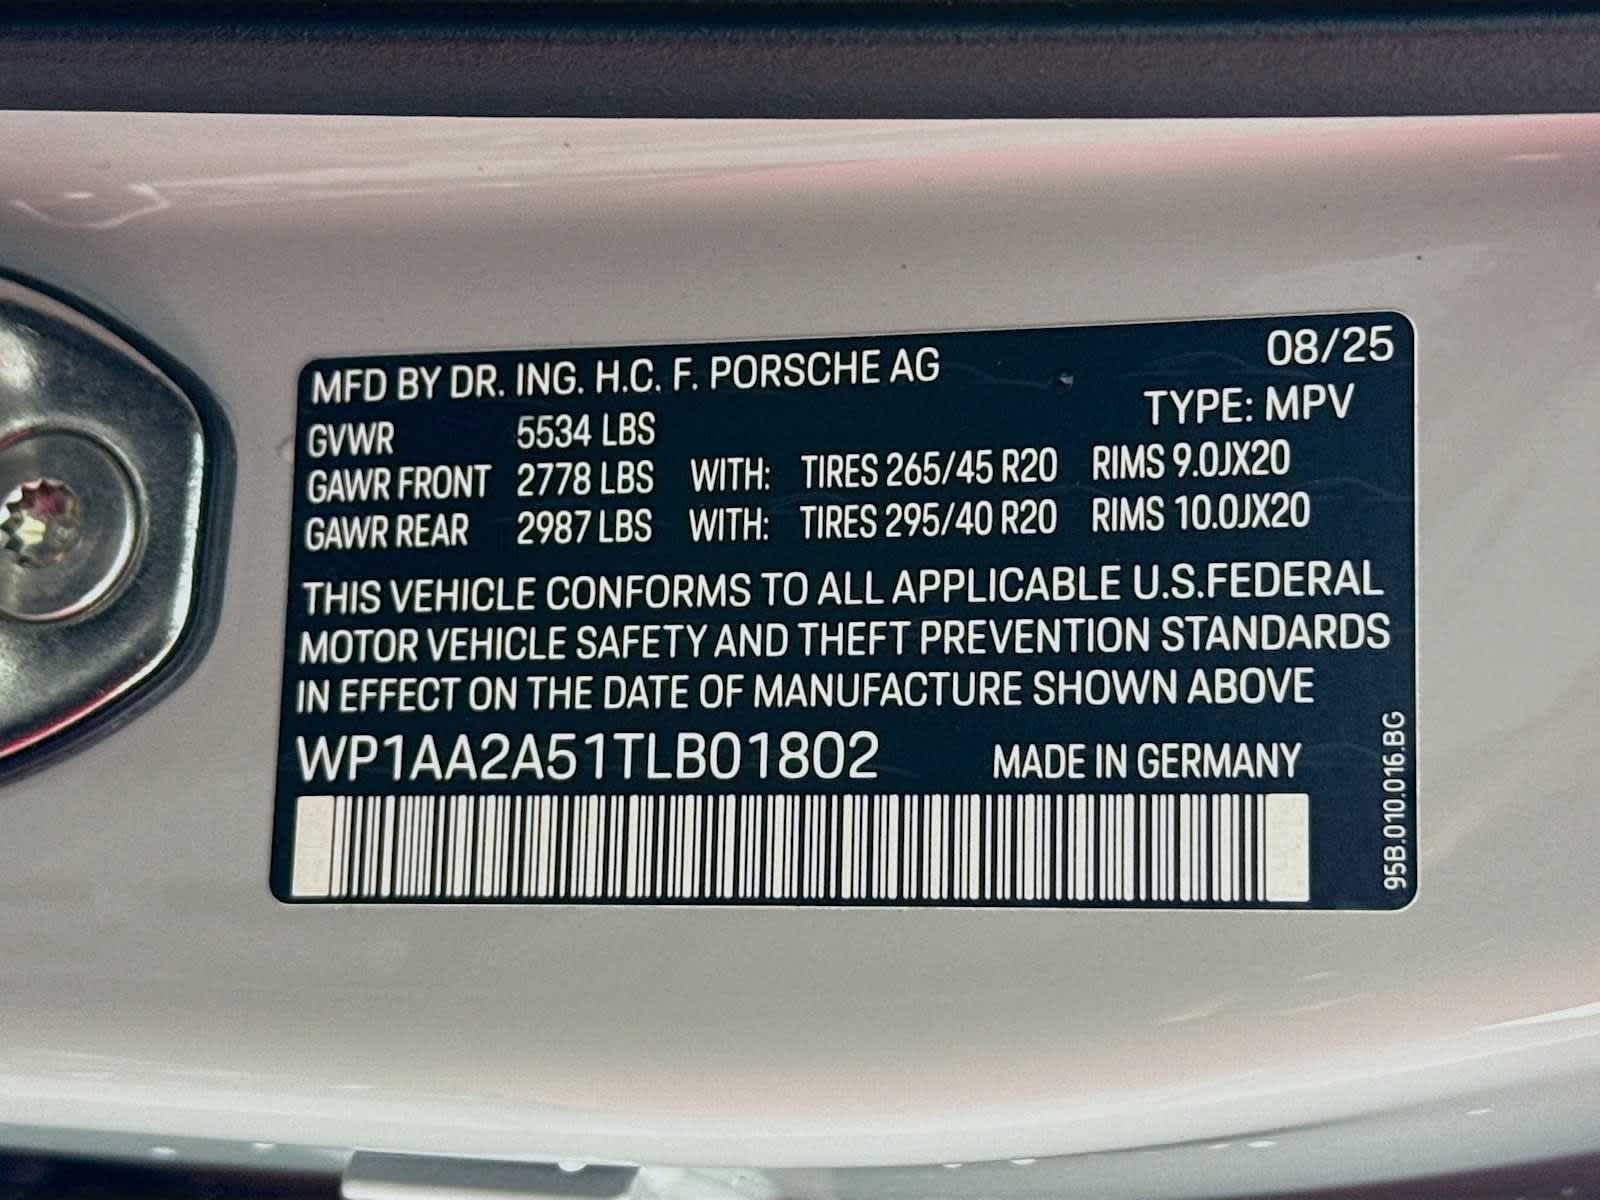 MFD BY DR. ING. H.C. F. PORSCHE AG 08/25
TYPE: MPV
GVWR 5534 LBS
GAWR FRONT 2778 LBS WITH: TIRES 265/45 R20 RIMS 9.0JX20
GAWR REAR 2987 LBS WITH: TIRES 295/40 R20 RIMS 10.0JX20
THIS VEHICLE CONFORMS TO ALL APPLICABLE U.S.FEDERAL
MOTOR VEHICLE SAFETY AND THEFT PREVENTION STANDARDS
IN EFFECT ON THE DATE OF MANUFACTURE SHOWN ABOVE
WP1AA2A51TLB01802 MADE IN GERMANY
95B.010.016.BG